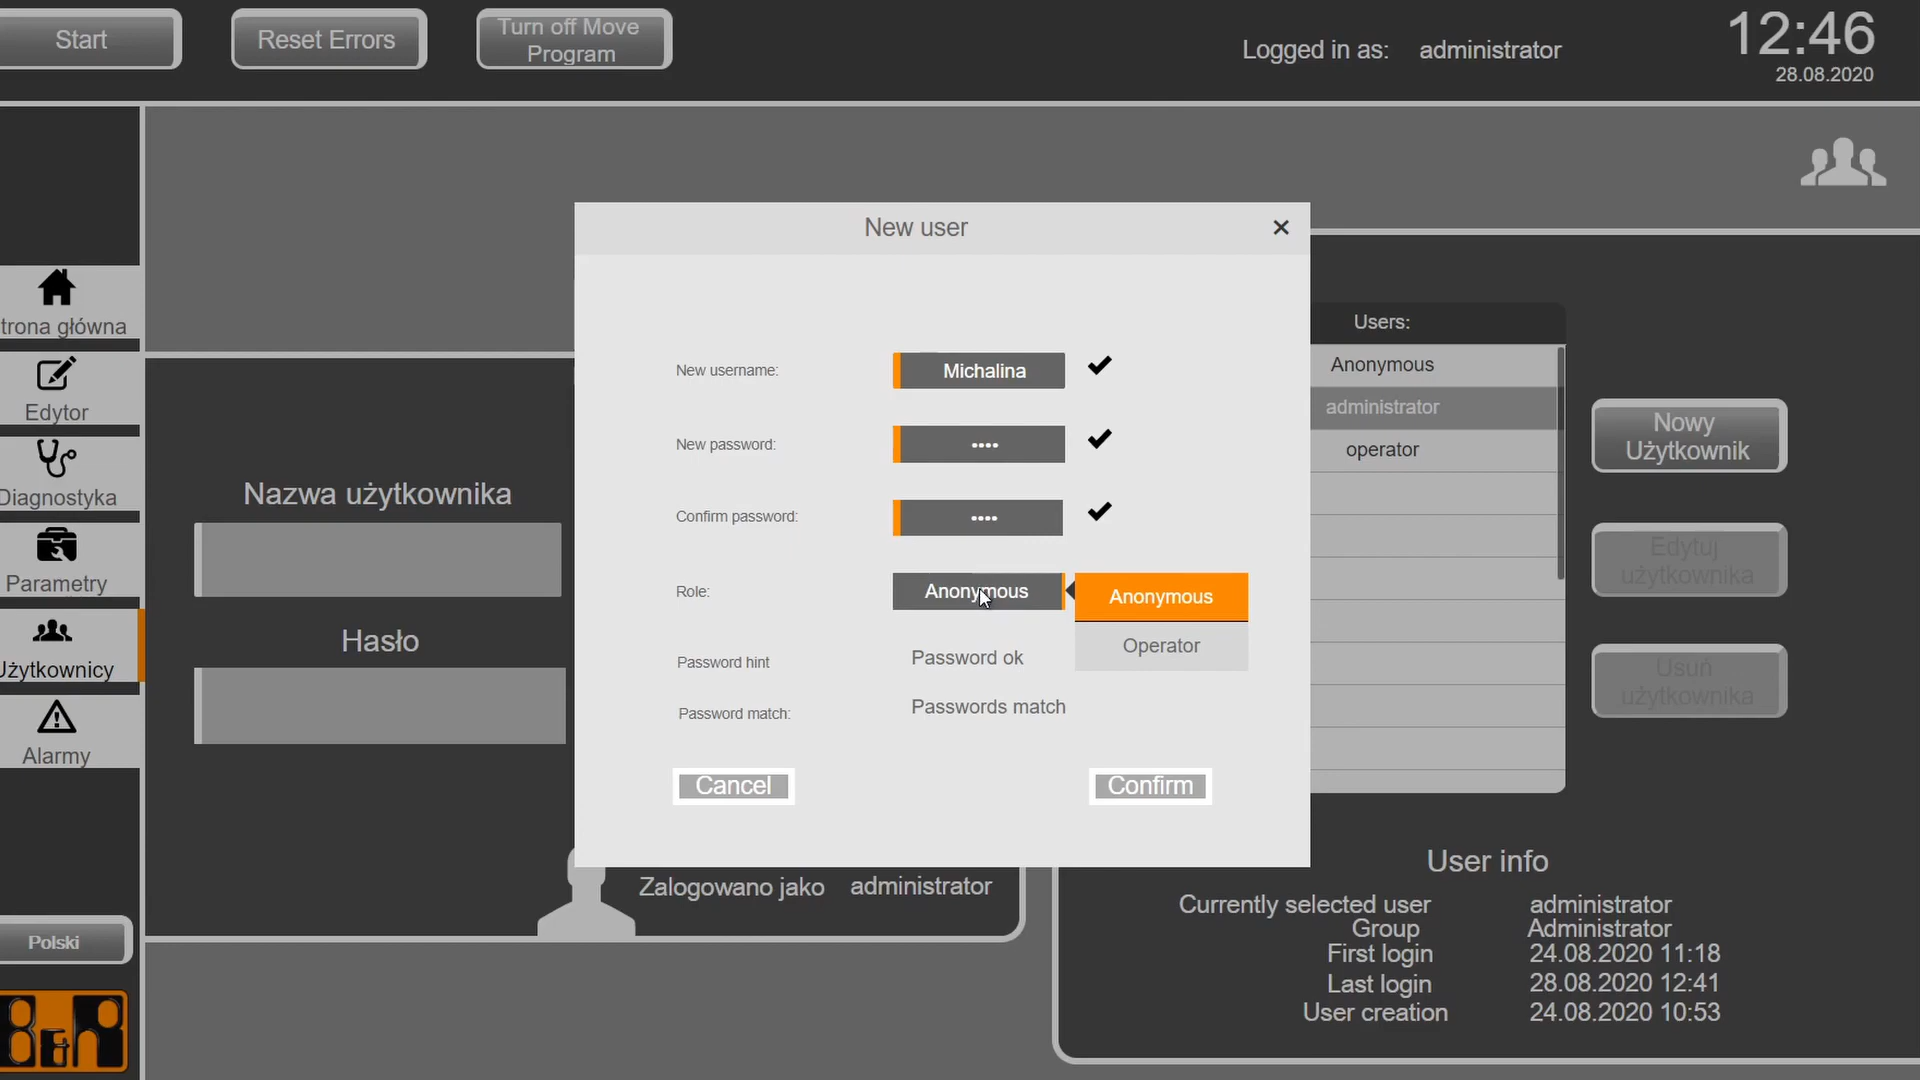 Start
Reset Errors
Turn off Move
Program
Logged in as: administrator
12:46
28.08.2020
trona główna
Edytor
Diagnostyka
Parametry
Użytkownicy
Alarmy
Polski
B&R
Nazwa użytkownika
Hasło
Zalogowano jako administrator
New user
New username: Michalina
New password: ••••
Confirm password: ••••
Role: Anonymous
Anonymous
Operator
Password hint Password ok
Password match: Passwords match
Cancel
Confirm
Users:
Anonymous
administrator
operator
Nowy
Użytkownik
Edytuj
użytkownika
Usuń
użytkownika
User info
Currently selected user administrator
Group Administrator
First login 24.08.2020 11:18
Last login 28.08.2020 12:41
User creation 24.08.2020 10:53